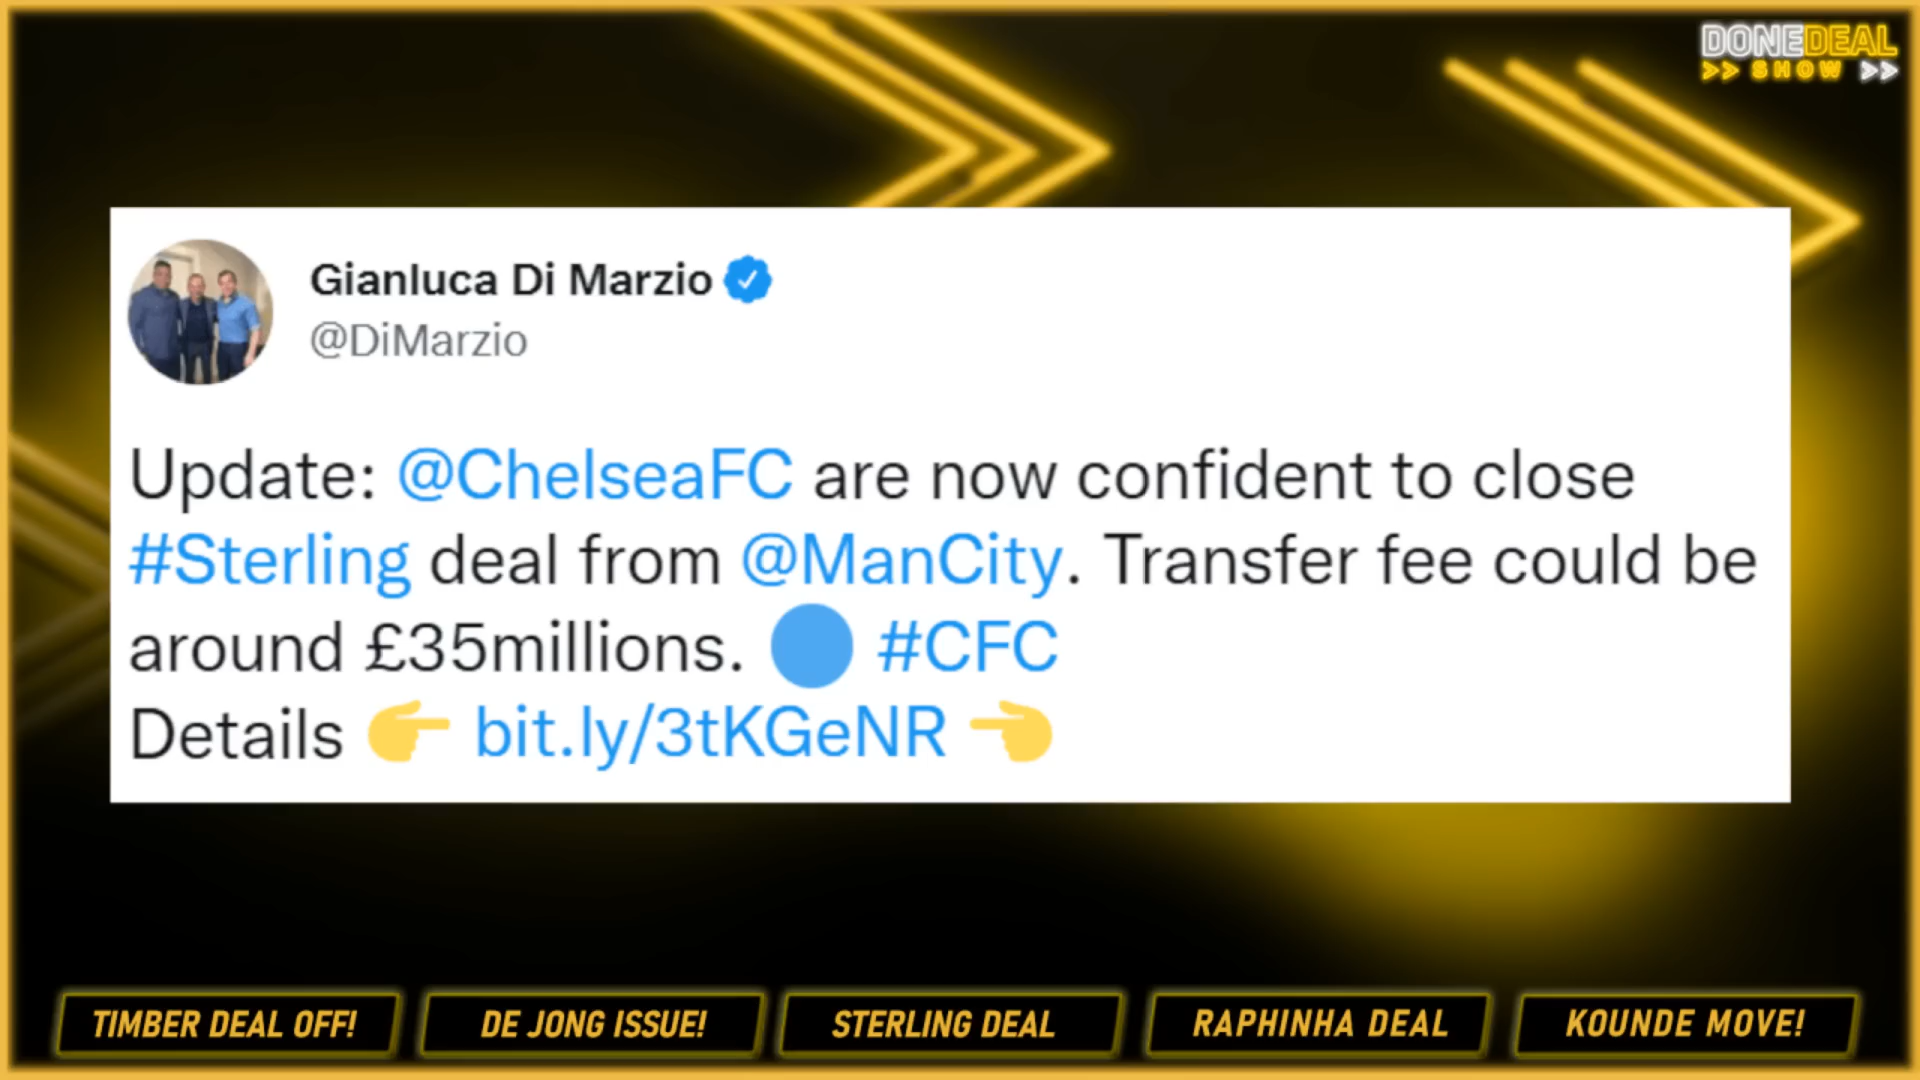 DONEDEAL
>> SHOW >>
Gianluca Di Marzio
@DiMarzio
Update: @ChelseaFC are now confident to close
#Sterling deal from @ManCity. Transfer fee could be
around £35millions. 🔵 #CFC
Details 👉 bit.ly/3tKGeNR 👈
TIMBER DEAL OFF!
DE JONG ISSUE!
STERLING DEAL
RAPHINHA DEAL
KOUNDE MOVE!